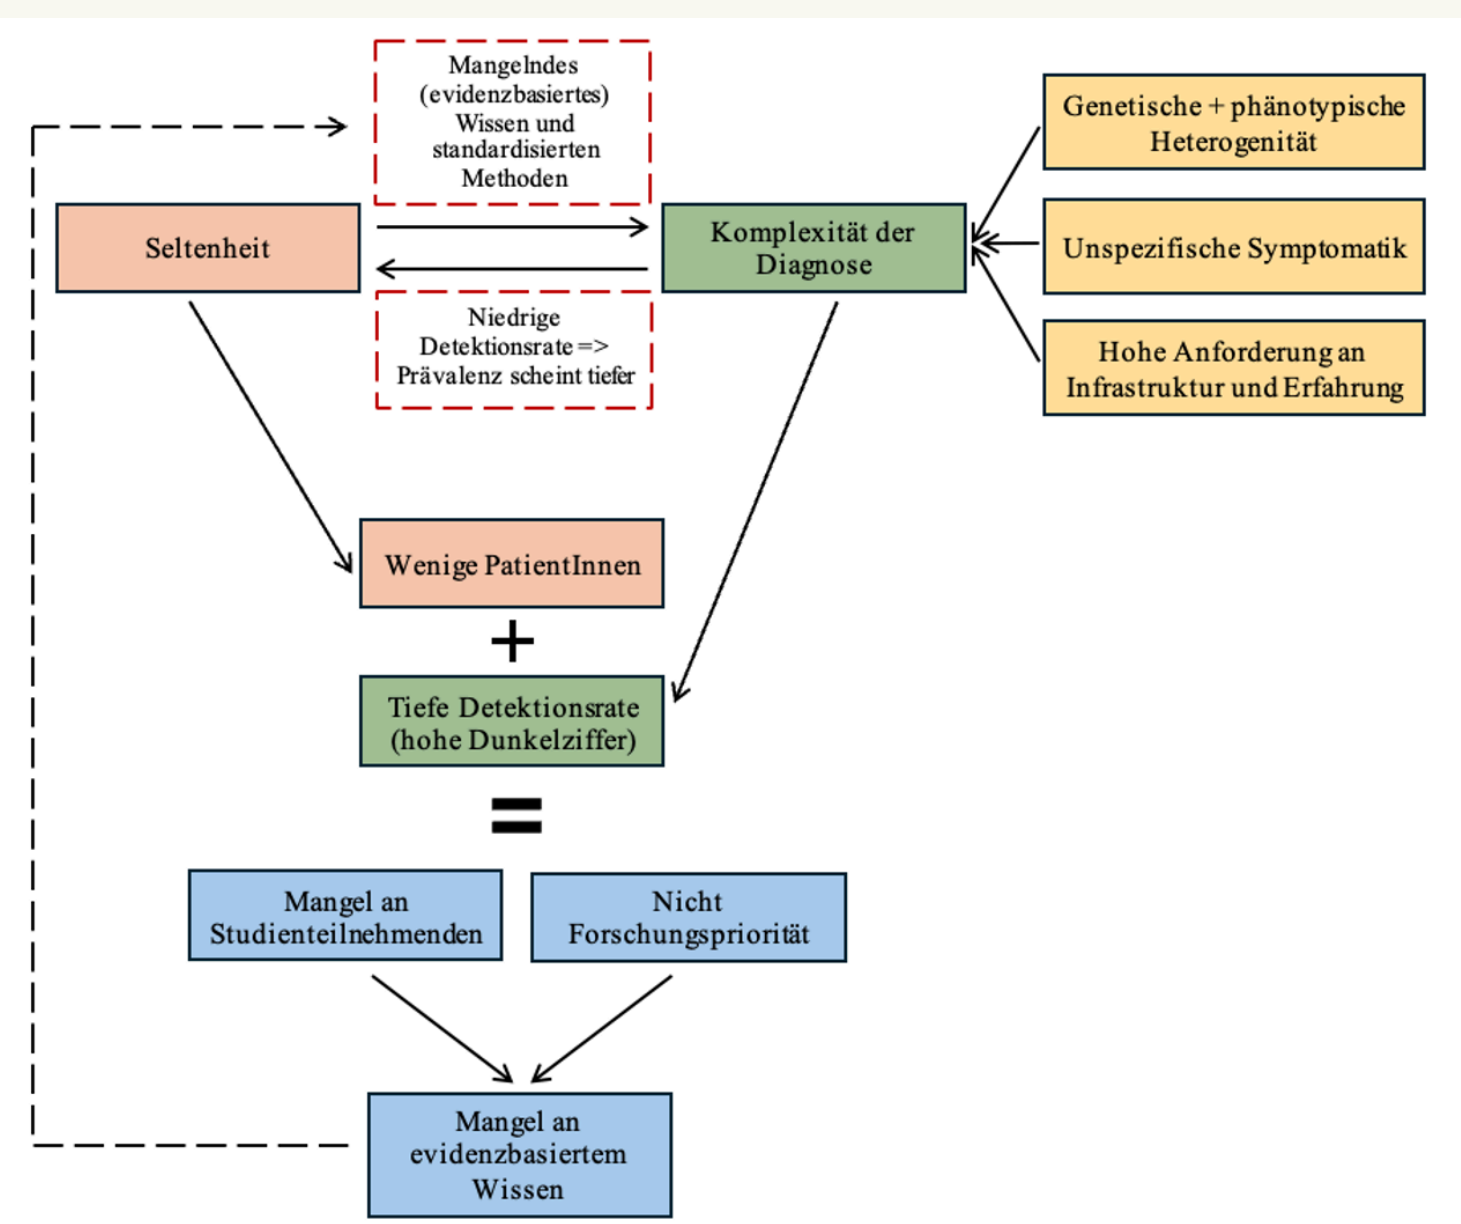 Mangelndes
(evidenzbasiertes)
Wissen und
standardisierten
Methoden
Genetische + phänotypische
Heterogenität
Seltenheit
Komplexität der
Diagnose
Unspezifische Symptomatik
Niedrige
Detektionsrate =>
Prävalenz scheint tiefer
Hohe Anforderung an
Infrastruktur und Erfahrung
Wenige PatientInnen
+
Tiefe Detektionsrate
(hohe Dunkelziffer)
=
Mangel an
Studienteilnehmenden
Nicht
Forschungspriorität
Mangel an
evidenzbasiertem
Wissen